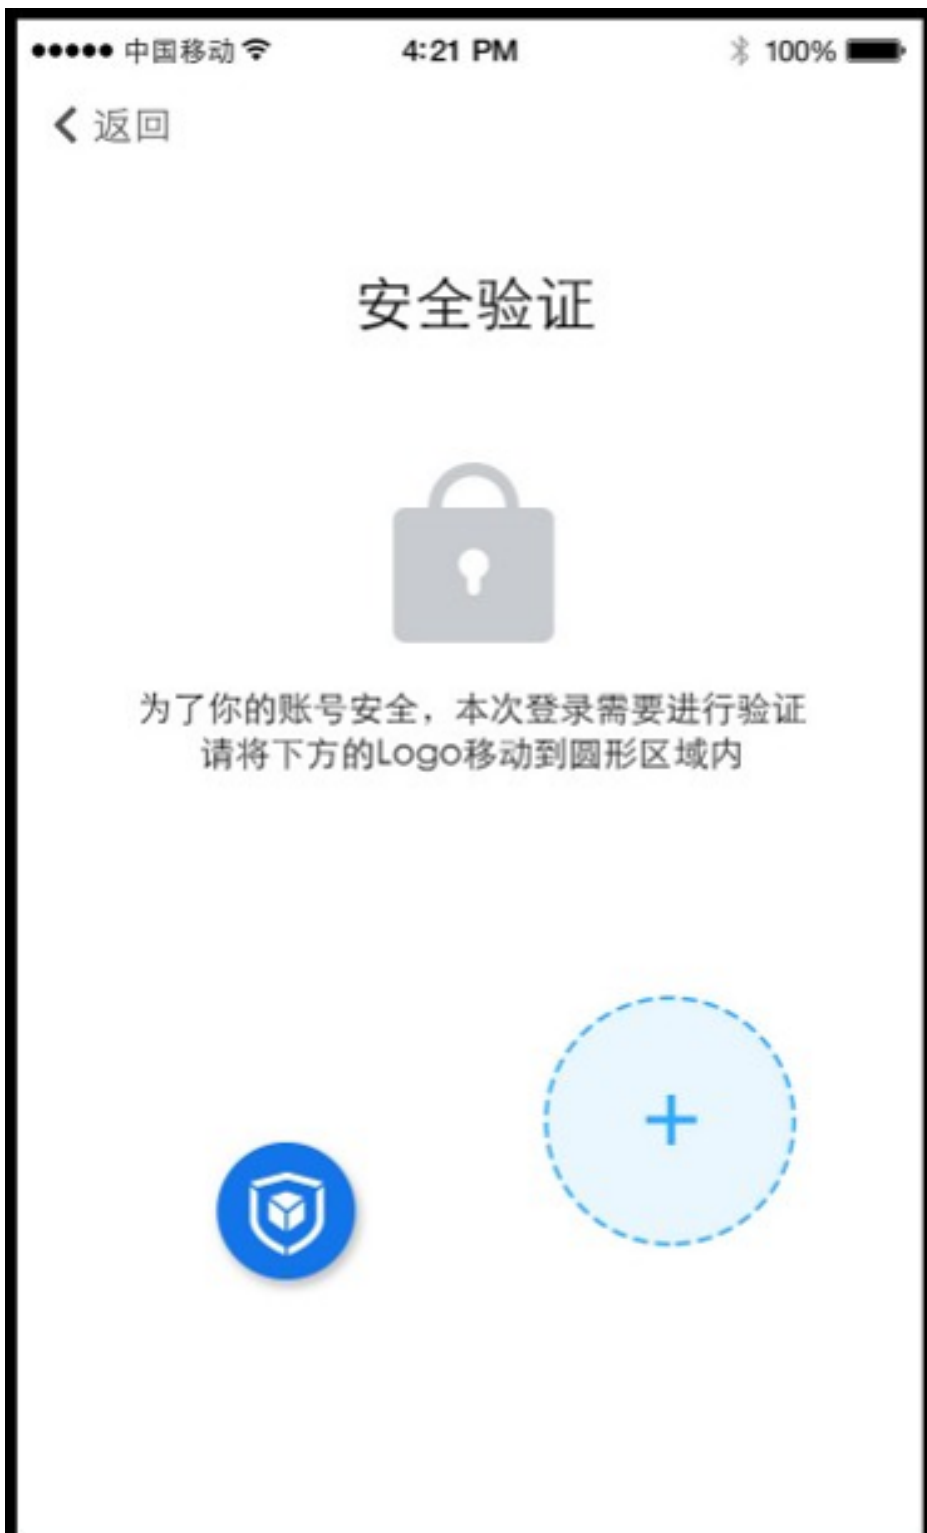 中国移动 4:21 PM 100%
返回
安全验证
为了你的账号安全，本次登录需要进行验证
请将下方的Logo移动到圆形区域内